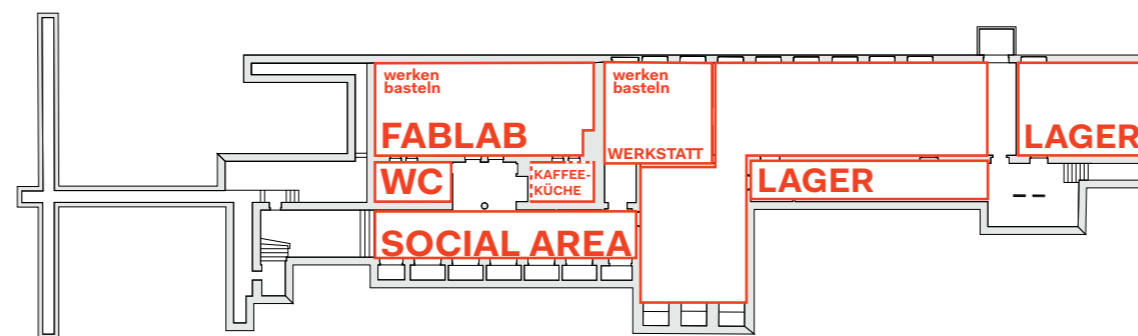 werken
basteln
FABLAB
werken
basteln
WERKSTATT
LAGER
WC
KAFFEE-
KÜCHE
LAGER
SOCIAL AREA